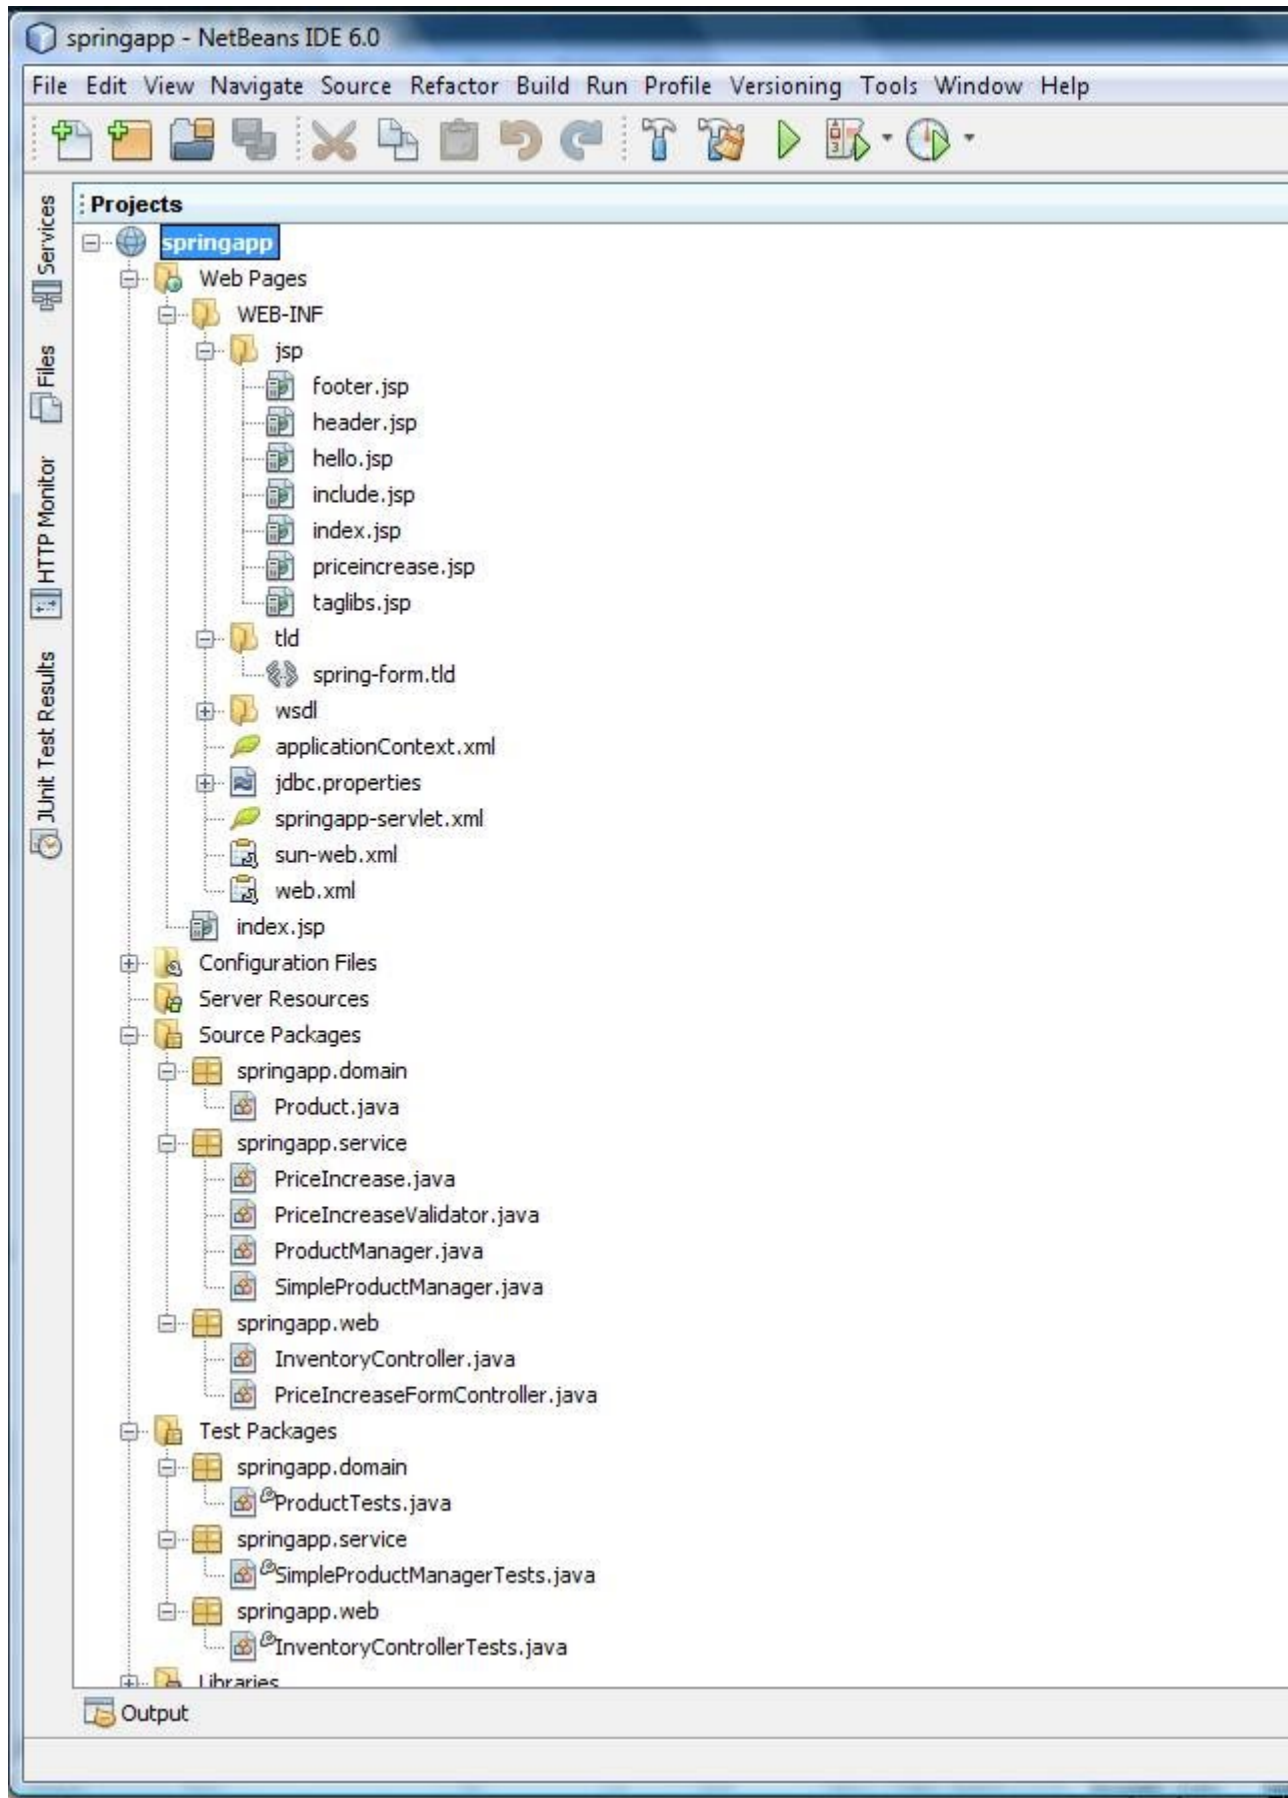 springapp - NetBeans IDE 6.0
File Edit View Navigate Source Refactor Build Run Profile Versioning Tools Window Help
Services
Files
HTTP Monitor
JUnit Test Results
Projects
springapp
Web Pages
WEB-INF
jsp
footer.jsp
header.jsp
hello.jsp
include.jsp
index.jsp
priceincrease.jsp
taglibs.jsp
tld
spring-form.tld
wsdl
applicationContext.xml
jdbc.properties
springapp-servlet.xml
sun-web.xml
web.xml
index.jsp
Configuration Files
Server Resources
Source Packages
springapp.domain
Product.java
springapp.service
PriceIncrease.java
PriceIncreaseValidator.java
ProductManager.java
SimpleProductManager.java
springapp.web
InventoryController.java
PriceIncreaseFormController.java
Test Packages
springapp.domain
ProductTests.java
springapp.service
SimpleProductManagerTests.java
springapp.web
InventoryControllerTests.java
Libraries
Output